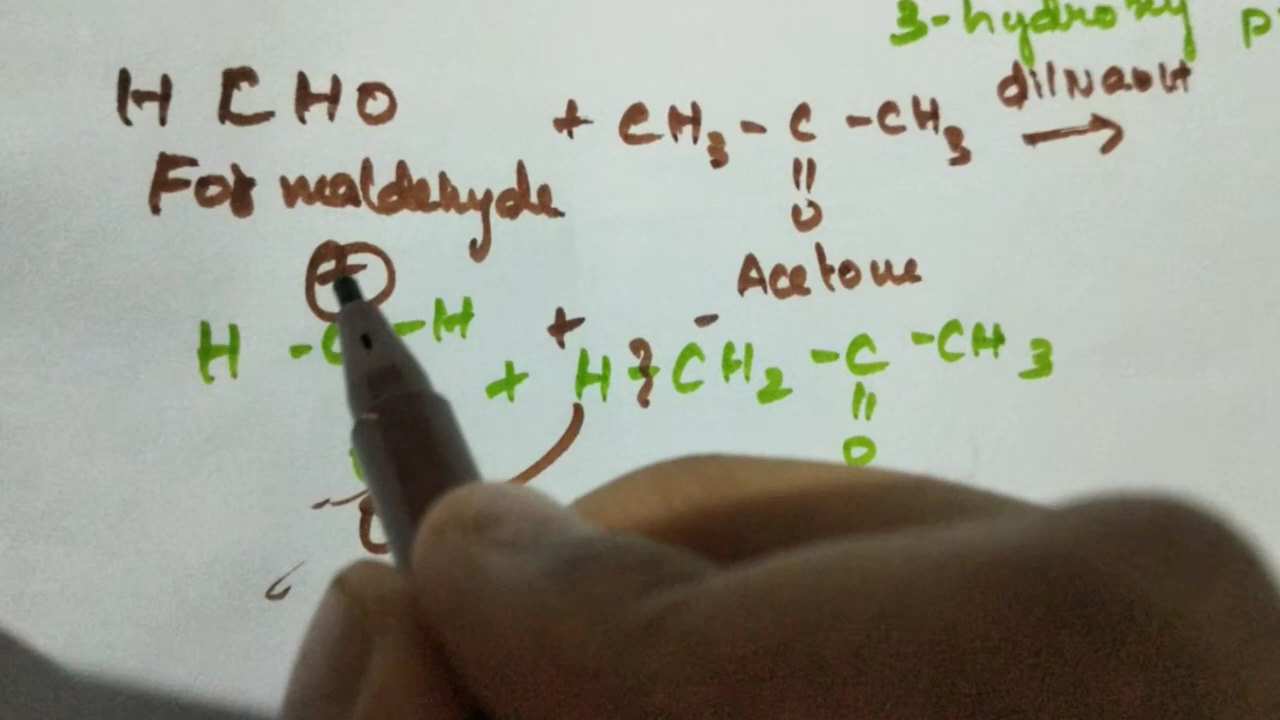 3-hydroxy
HCHO + CH3 - C - CH3 dil NaOH →
||
O
Formaldehyde
Acetone
+
+ -
H - C - H + H CH2 - C - CH3
||
O